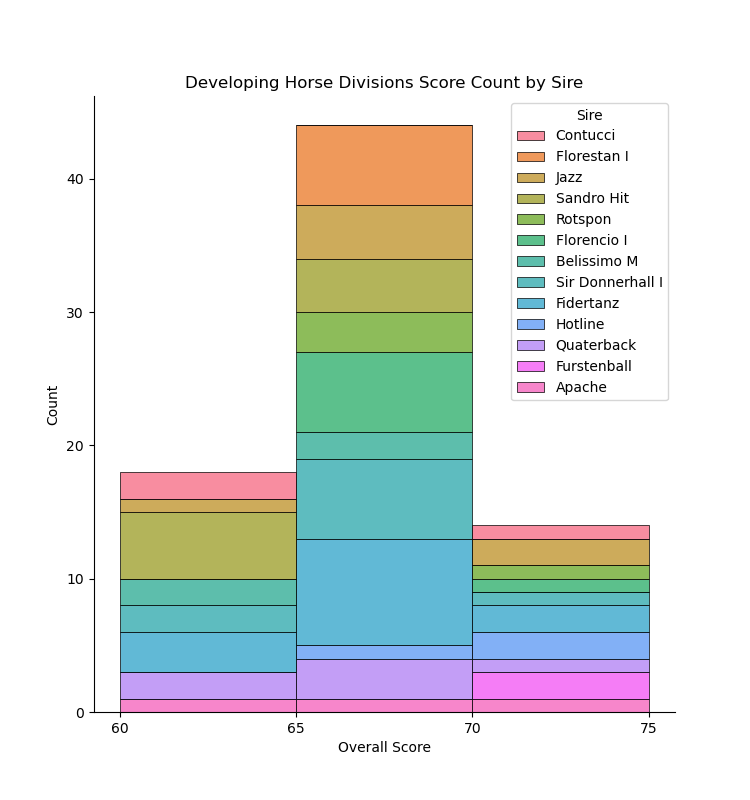 Developing Horse Divisions Score Count by Sire
Sire
Contucci
Florestan I
Jazz
Sandro Hit
Rotspon
Florencio I
Belissimo M
Sir Donnerhall I
Fidertanz
Hotline
Quaterback
Furstenball
Apache
Count
40
30
20
10
0
60 65 70 75
Overall Score